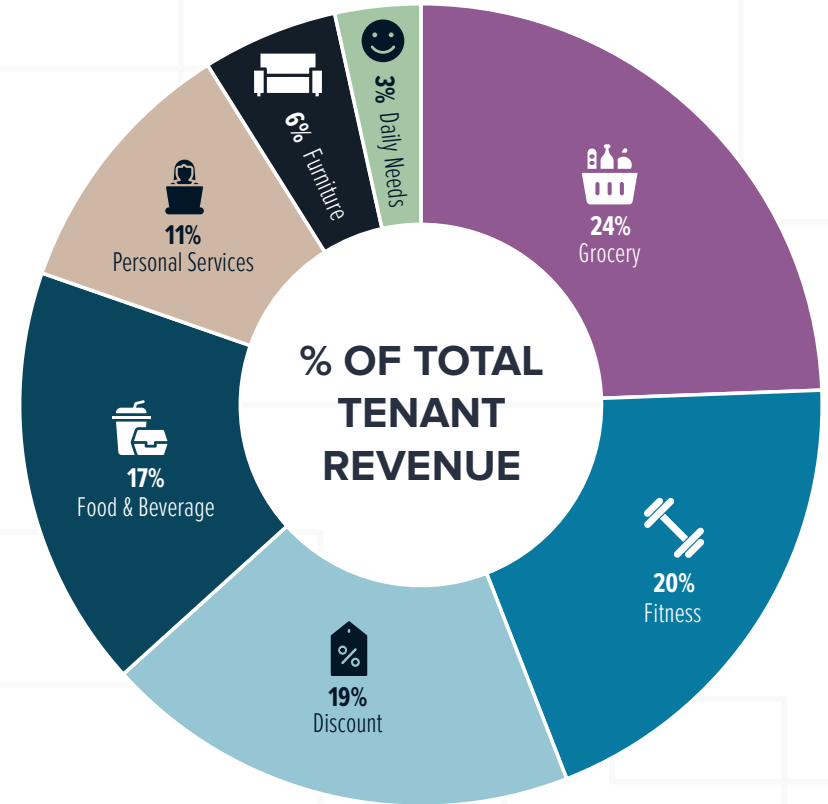 % OF TOTAL
TENANT
REVENUE
24%
Grocery
20%
Fitness
19%
Discount
17%
Food & Beverage
11%
Personal Services
6% Furniture
3% Daily Needs
%